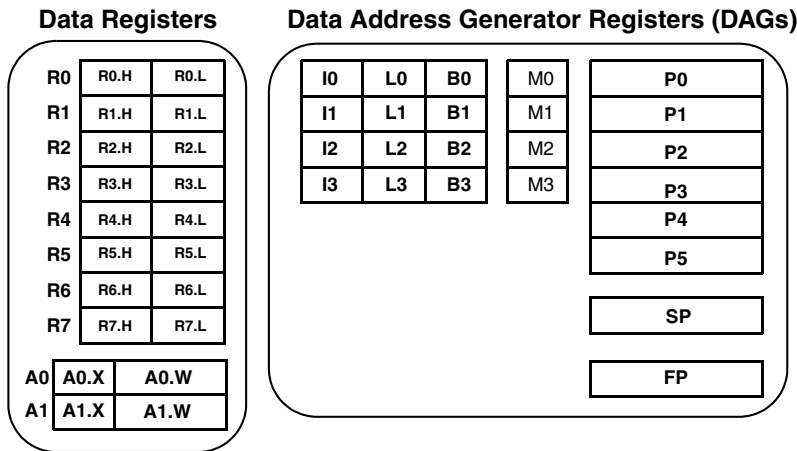 Data Registers
R0 R0.H R0.L
R1 R1.H R1.L
R2 R2.H R2.L
R3 R3.H R3.L
R4 R4.H R4.L
R5 R5.H R5.L
R6 R6.H R6.L
R7 R7.H R7.L
A0 A0.X A0.W
A1 A1.X A1.W
Data Address Generator Registers (DAGs)
I0 L0 B0 M0 P0
I1 L1 B1 M1 P1
I2 L2 B2 M2 P2
I3 L3 B3 M3 P3
P4
P5
SP
FP